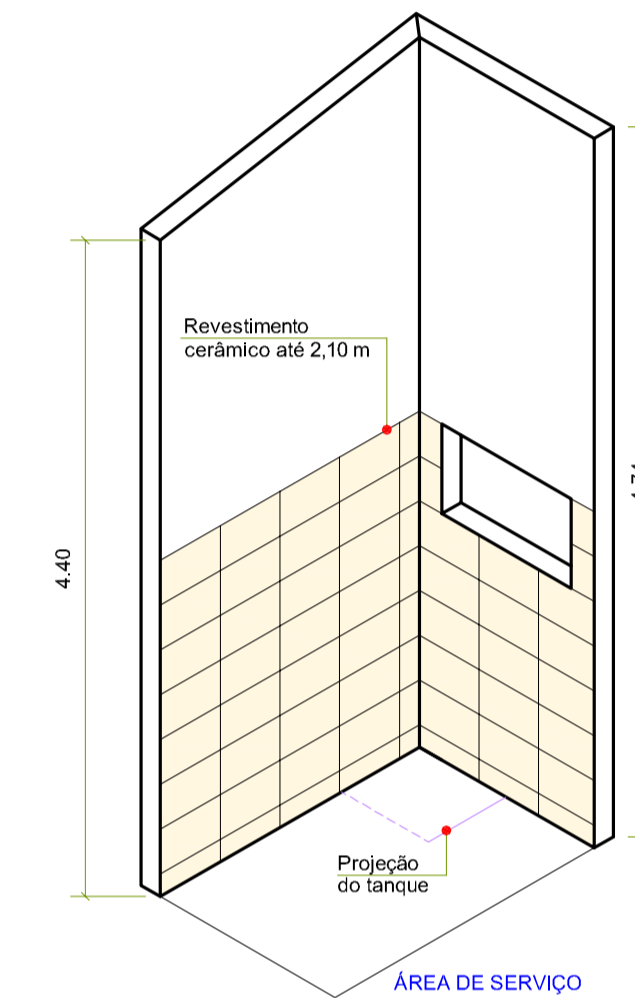 Revestimento
cerâmico até 2,10 m
4.40
Projeção
do tanque
ÁREA DE SERVIÇO